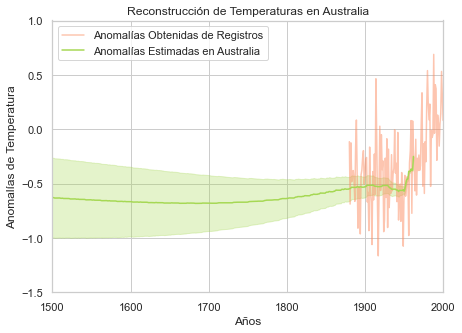 Reconstrucción de Temperaturas en Australia
Anomalías Obtenidas de Registros
Anomalías Estimadas en Australia
Anomalías de Temperatura
1.0
0.5
0.0
−0.5
−1.0
−1.5
1500
1600
1700
1800
1900
2000
Años